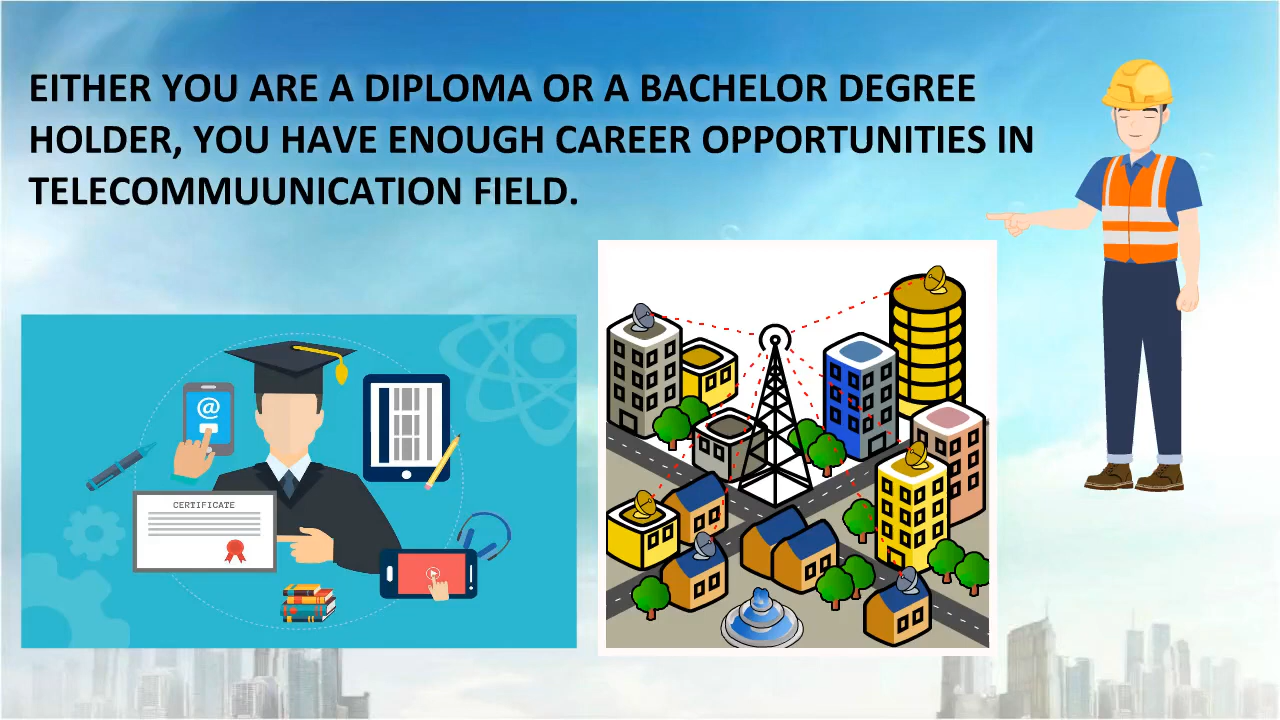 EITHER YOU ARE A DIPLOMA OR A BACHELOR DEGREE
HOLDER, YOU HAVE ENOUGH CAREER OPPORTUNITIES IN
TELECOMMUUNICATION FIELD.
@
CERTIFICATE